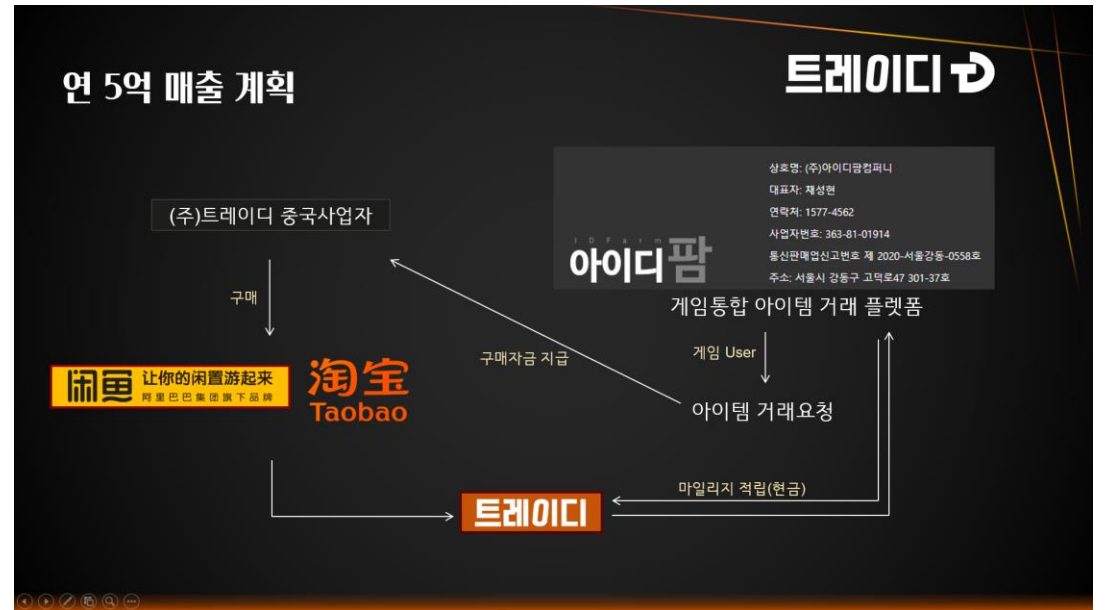 연 5억 매출 계획
트레이디
상호명: (주)아이디팜컴퍼니
대표자: 채성현
연락처: 1577-4562
사업자번호: 363-81-01914
통신판매업신고번호 제 2020-서울강동-0558호
주소: 서울시 강동구 고덕로47 301-37호
IDFarm
아이디팜
게임통합 아이템 거래 플렛폼
(주)트레이디 중국사업자
구매
구매자금 지급
게임 User
闲鱼
让你的闲置游起来
阿里巴巴集团旗下品牌
淘宝
Taobao
아이템 거래요청
마일리지 적립(현금)
트레이디